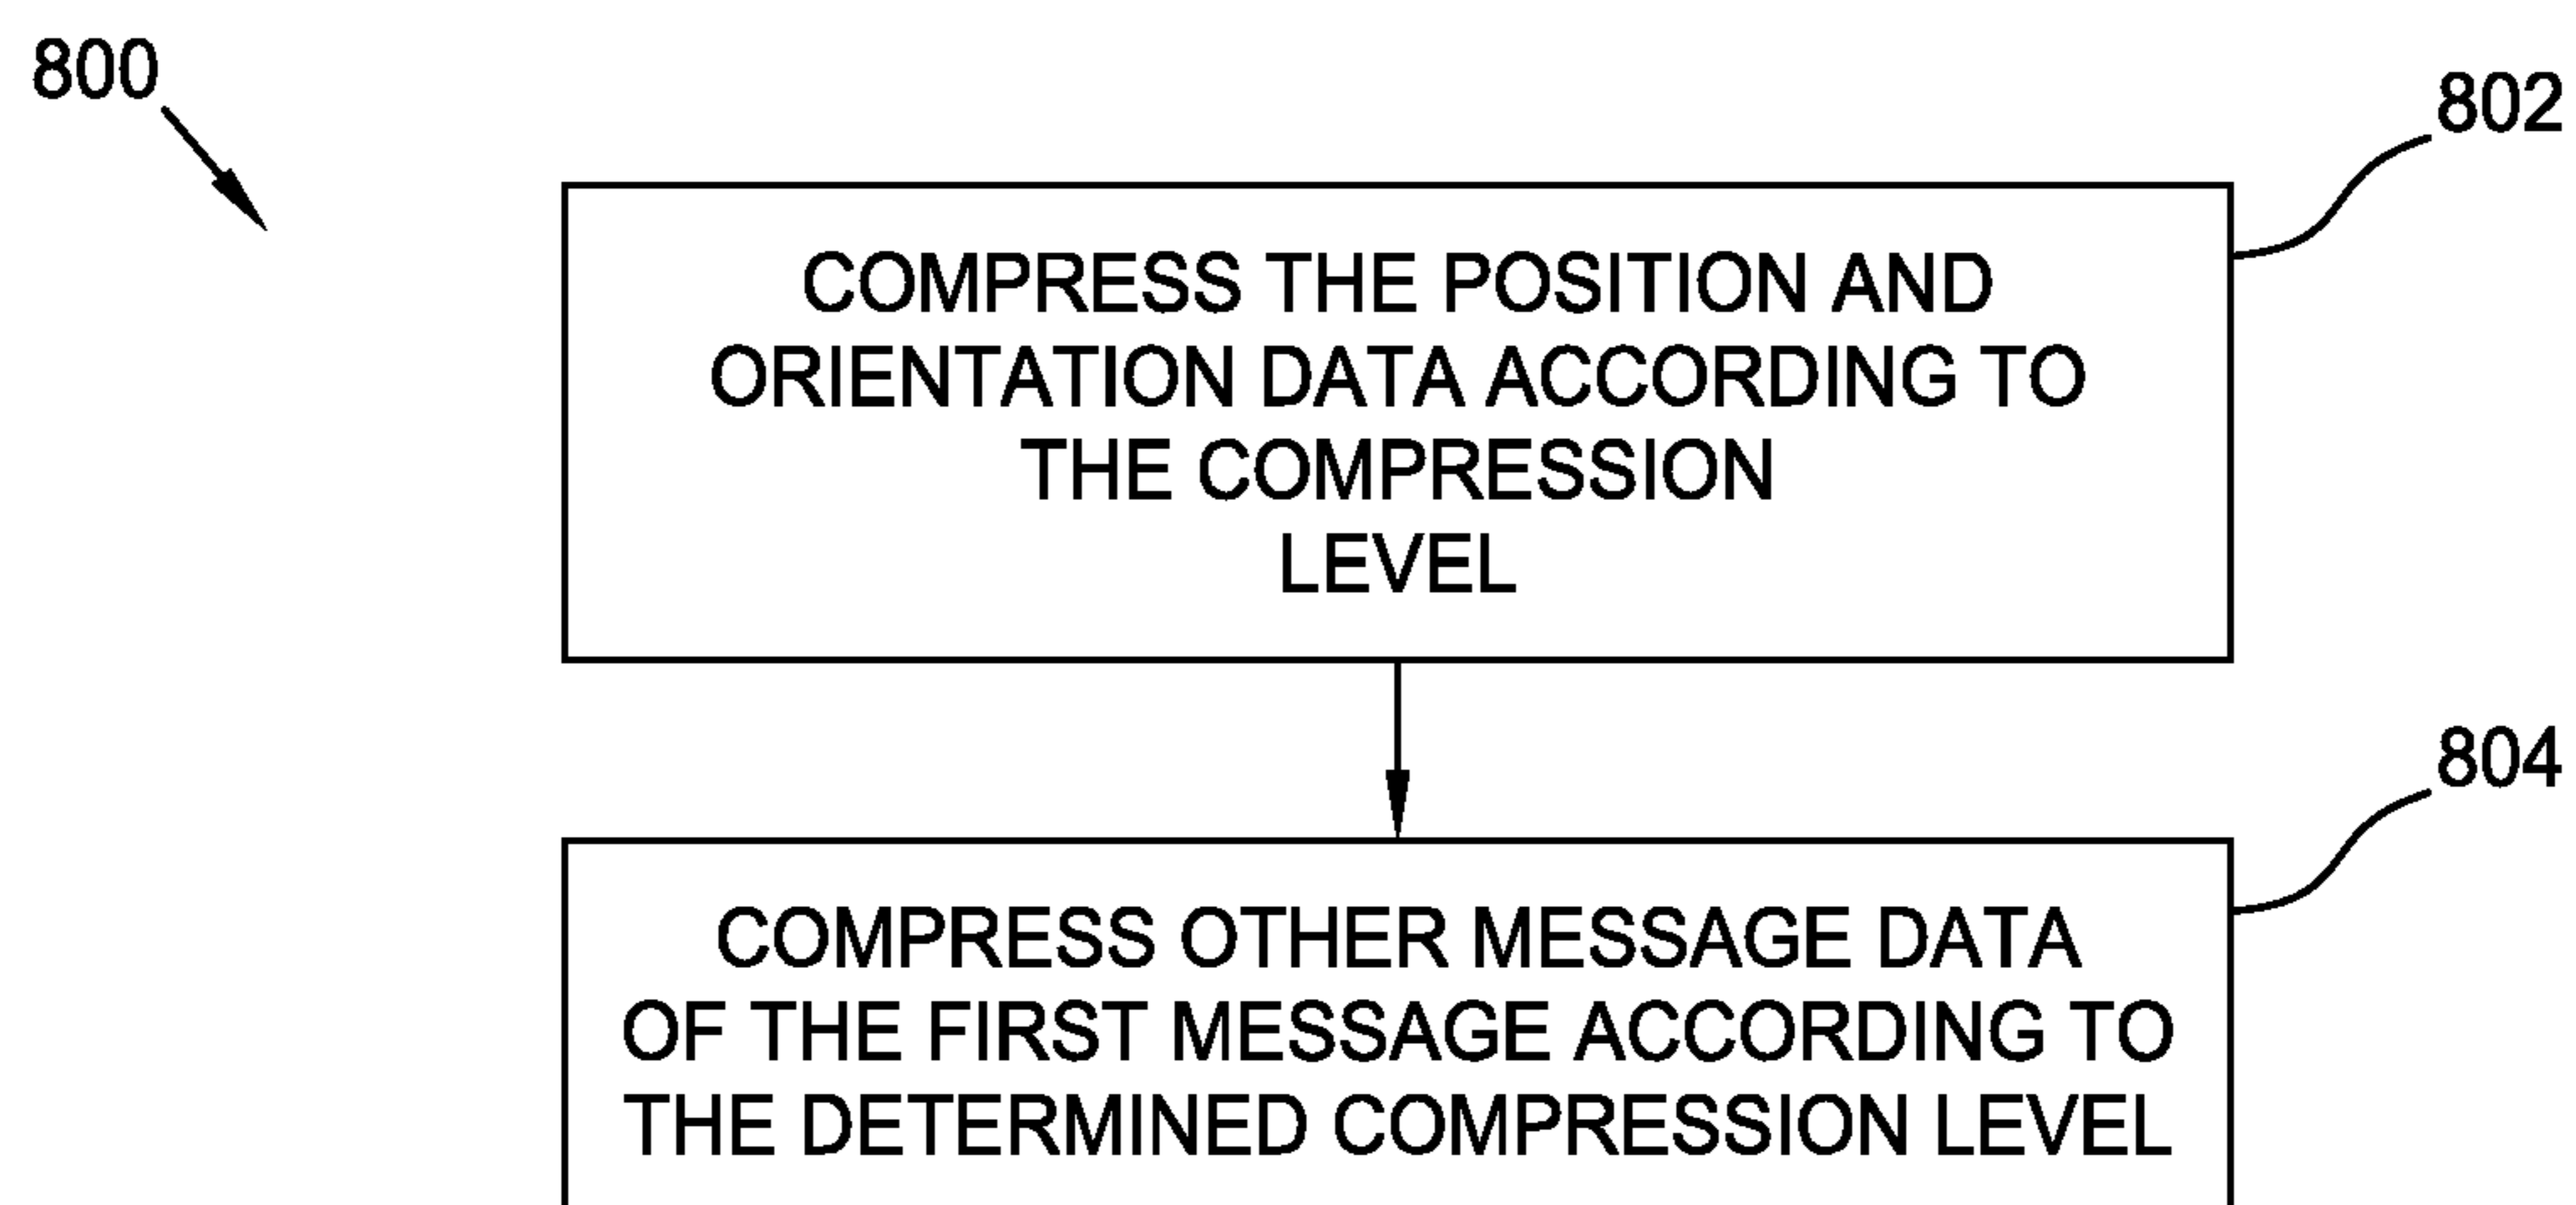 800
802
COMPRESS THE POSITION AND
ORIENTATION DATA ACCORDING TO
THE COMPRESSION
LEVEL
804
COMPRESS OTHER MESSAGE DATA
OF THE FIRST MESSAGE ACCORDING TO
THE DETERMINED COMPRESSION LEVEL